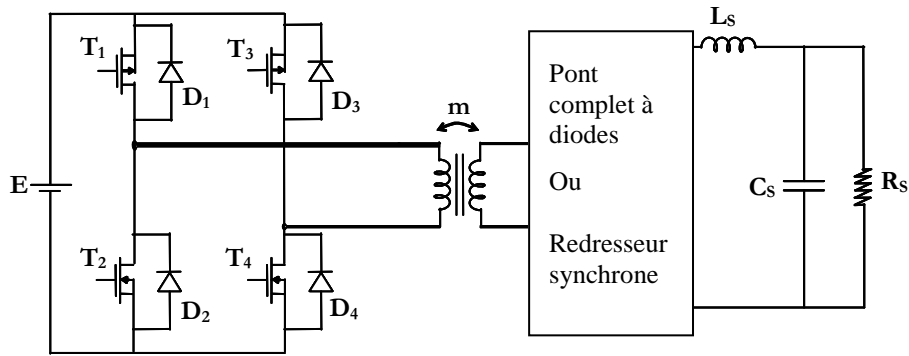 T1
T3
D1
D3
E
m
Pont
complet à
diodes
Ou
Redresseur
synchrone
LS
CS
RS
T2
T4
D2
D4